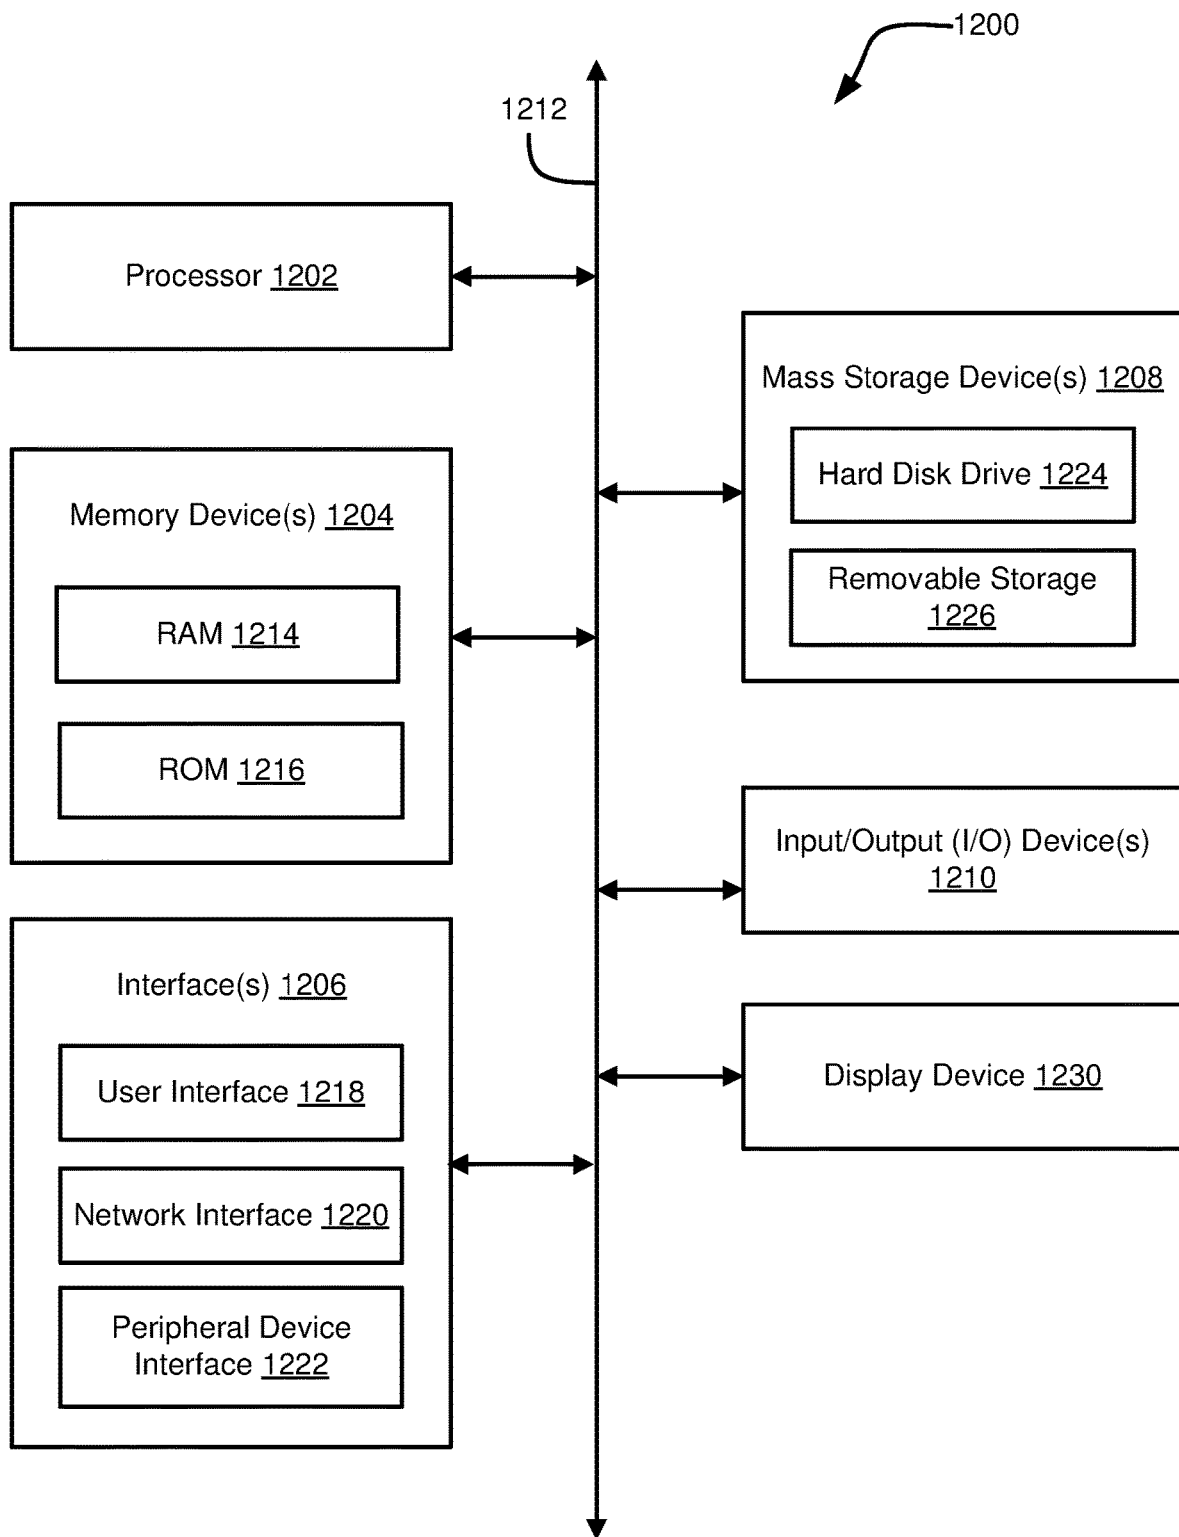 1200
1212
Processor 1202
Mass Storage Device(s) 1208
Hard Disk Drive 1224
Removable Storage
1226
Memory Device(s) 1204
RAM 1214
ROM 1216
Input/Output (I/O) Device(s)
1210
Interface(s) 1206
User Interface 1218
Network Interface 1220
Peripheral Device
Interface 1222
Display Device 1230